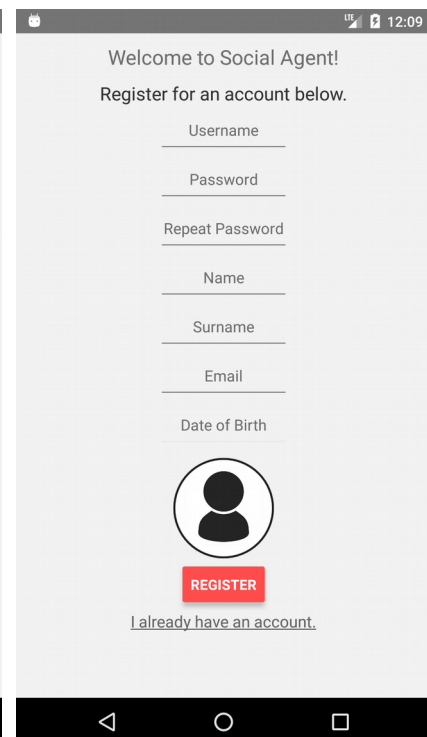 LTE 12:09
Welcome to Social Agent!
Register for an account below.
Username
Password
Repeat Password
Name
Surname
Email
Date of Birth
REGISTER
I already have an account.